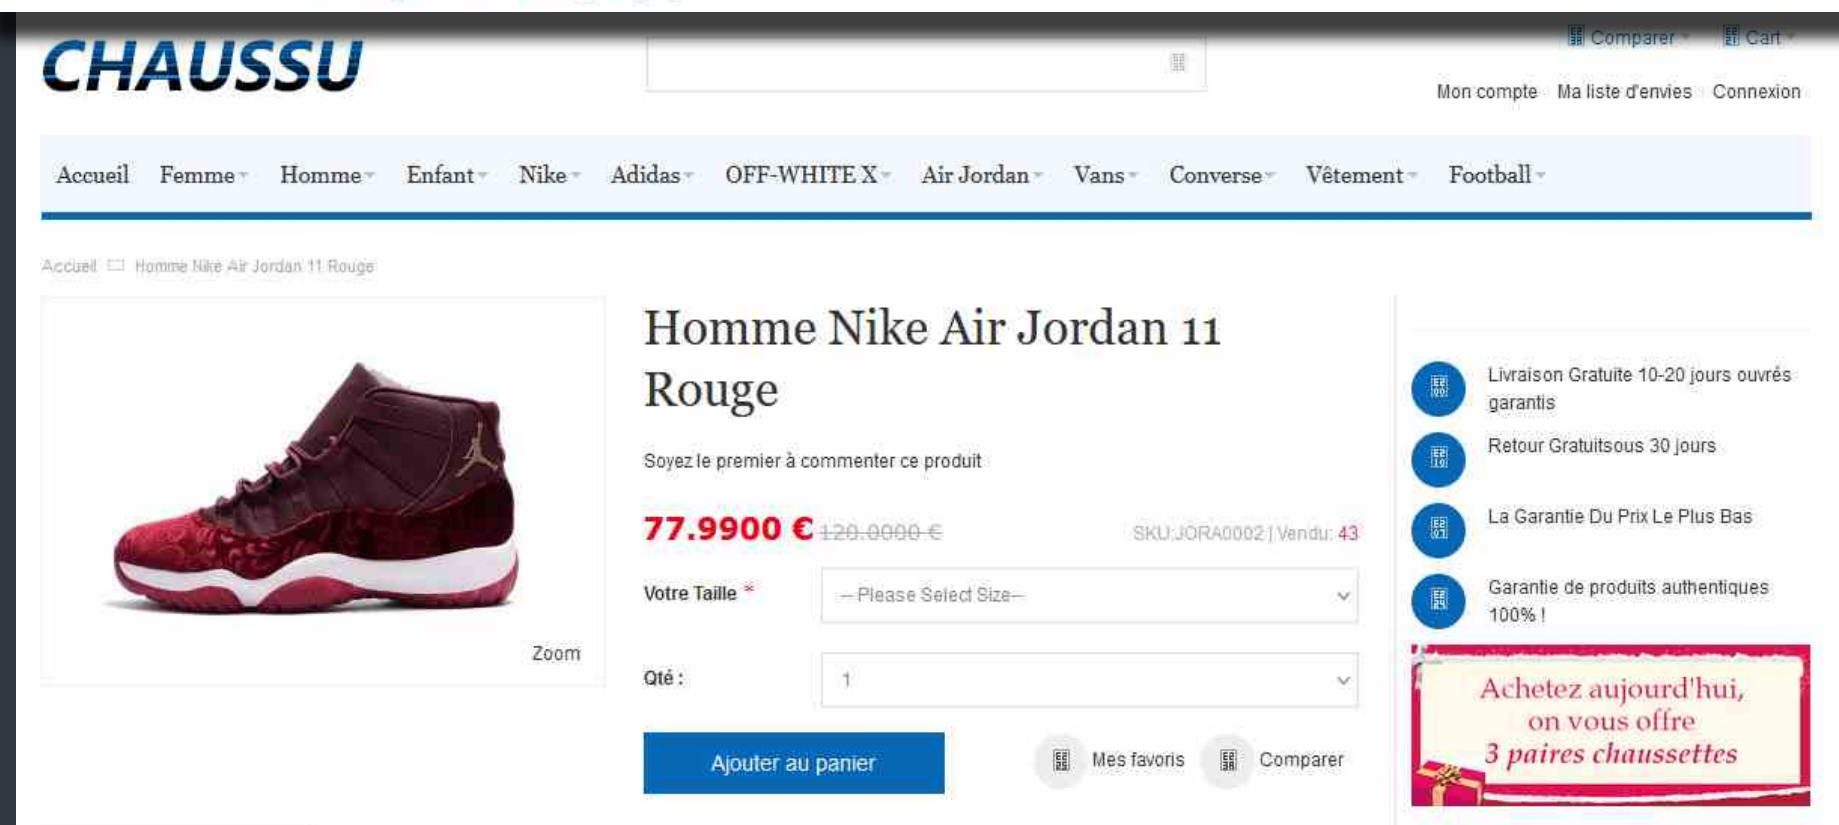 CHAUSSU
Comparer
Cart
Mon compte
Ma liste d'envies
Connexion
Accueil
Femme
Homme
Enfant
Nike
Adidas
OFF-WHITE X
Air Jordan
Vans
Converse
Vêtement
Football
Accueil
Homme Nike Air Jordan 11 Rouge
Zoom
Homme Nike Air Jordan 11
Rouge
Soyez le premier à commenter ce produit
77.9900 € 120.0000 €
SKU:JORA0002 | Vendu: 43
Votre Taille *
-- Please Select Size--
Qté :
1
Ajouter au panier
Mes favoris
Comparer
Livraison Gratuite 10-20 jours ouvrés
garantis
Retour Gratuitsous 30 jours
La Garantie Du Prix Le Plus Bas
Garantie de produits authentiques
100% !
Achetez aujourd'hui,
on vous offre
3 paires chaussettes